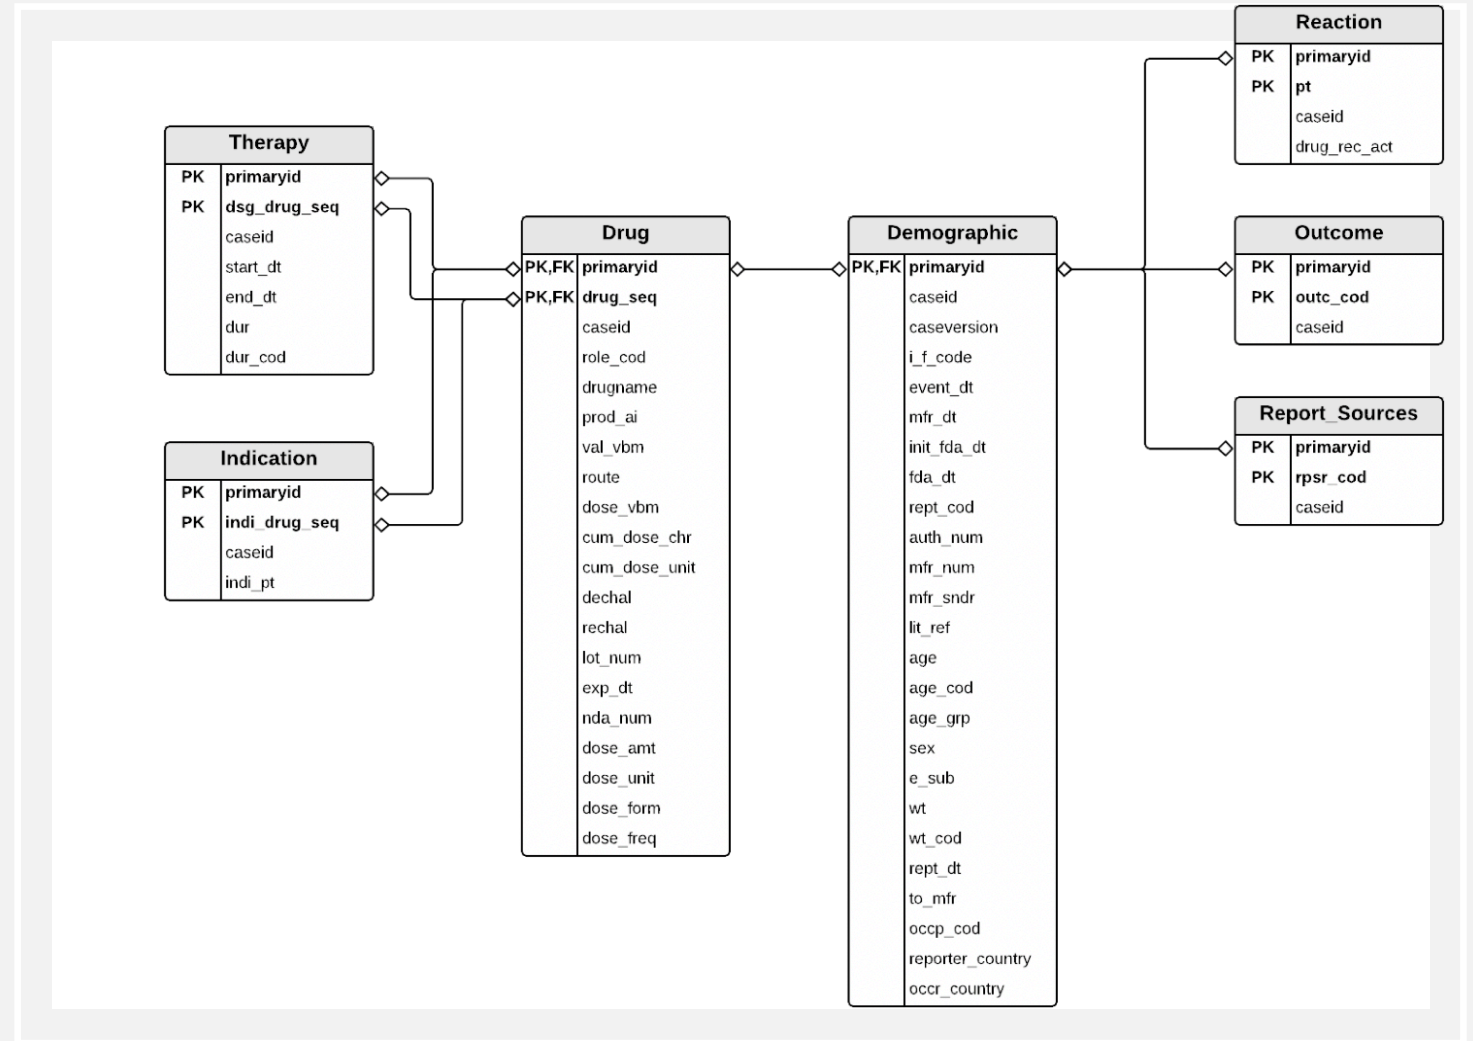 Therapy
PK primaryid
PK dsg_drug_seq
caseid
start_dt
end_dt
dur
dur_cod
Indication
PK primaryid
PK indi_drug_seq
caseid
indi_pt
Drug
PK,FK primaryid
PK,FK drug_seq
caseid
role_cod
drugname
prod_ai
val_vbm
route
dose_vbm
cum_dose_chr
cum_dose_unit
dechal
rechal
lot_num
exp_dt
nda_num
dose_amt
dose_unit
dose_form
dose_freq
Demographic
PK,FK primaryid
caseid
caseversion
i_f_code
event_dt
mfr_dt
init_fda_dt
fda_dt
rept_cod
auth_num
mfr_num
mfr_sndr
lit_ref
age
age_cod
age_grp
sex
e_sub
wt
wt_cod
rept_dt
to_mfr
occp_cod
reporter_country
occr_country
Reaction
PK primaryid
PK pt
caseid
drug_rec_act
Outcome
PK primaryid
PK outc_cod
caseid
Report_Sources
PK primaryid
PK rpsr_cod
caseid